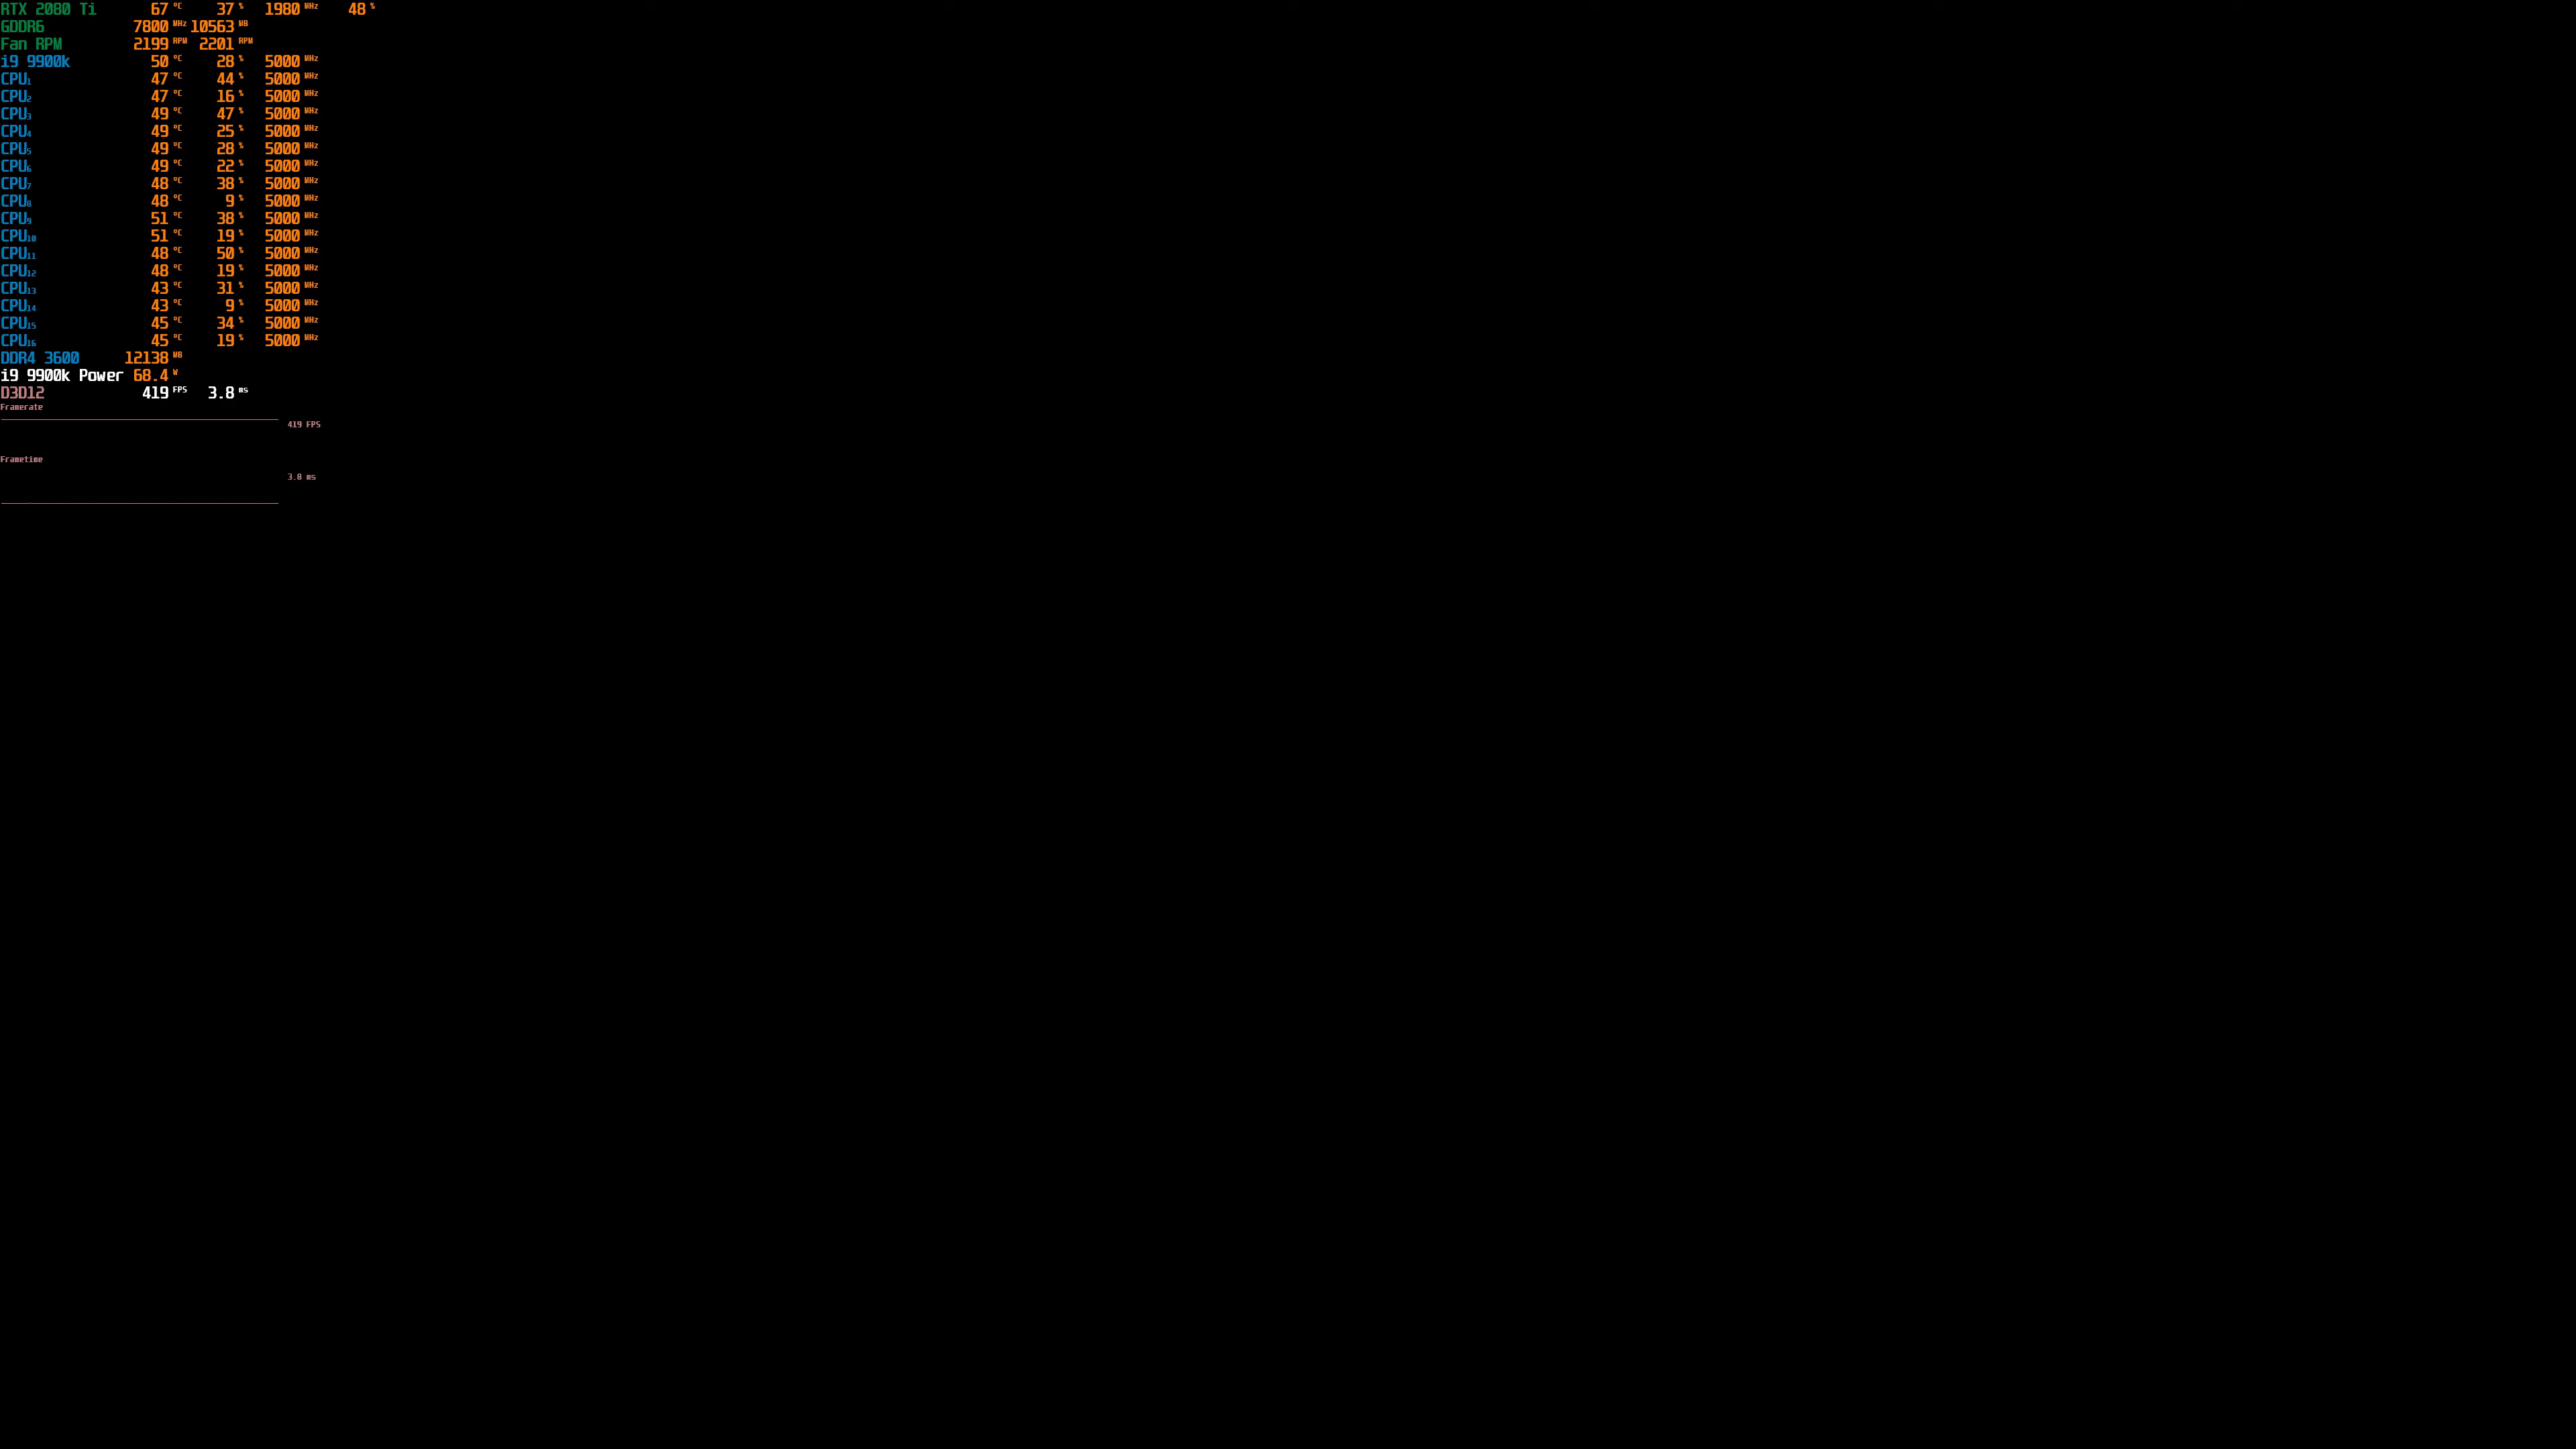 RTX 2080 Ti 67 °C 37 % 1980 MHz 48 %
GDDR6 7800 MHz 10563 MB
Fan RPM 2199 RPM 2201 RPM
i9 9900k 50 °C 28 % 5000 MHz
CPU1 47 °C 44 % 5000 MHz
CPU2 47 °C 16 % 5000 MHz
CPU3 49 °C 47 % 5000 MHz
CPU4 49 °C 25 % 5000 MHz
CPU5 49 °C 28 % 5000 MHz
CPU6 49 °C 22 % 5000 MHz
CPU7 48 °C 38 % 5000 MHz
CPU8 48 °C 9 % 5000 MHz
CPU9 51 °C 38 % 5000 MHz
CPU10 51 °C 19 % 5000 MHz
CPU11 48 °C 50 % 5000 MHz
CPU12 48 °C 19 % 5000 MHz
CPU13 43 °C 31 % 5000 MHz
CPU14 43 °C 9 % 5000 MHz
CPU15 45 °C 34 % 5000 MHz
CPU16 45 °C 19 % 5000 MHz
DDR4 3600 12138 MB
i9 9900k Power 68.4 W
D3D12 419 FPS 3.8 ms
Framerate
419 FPS
Frametime
3.8 ms